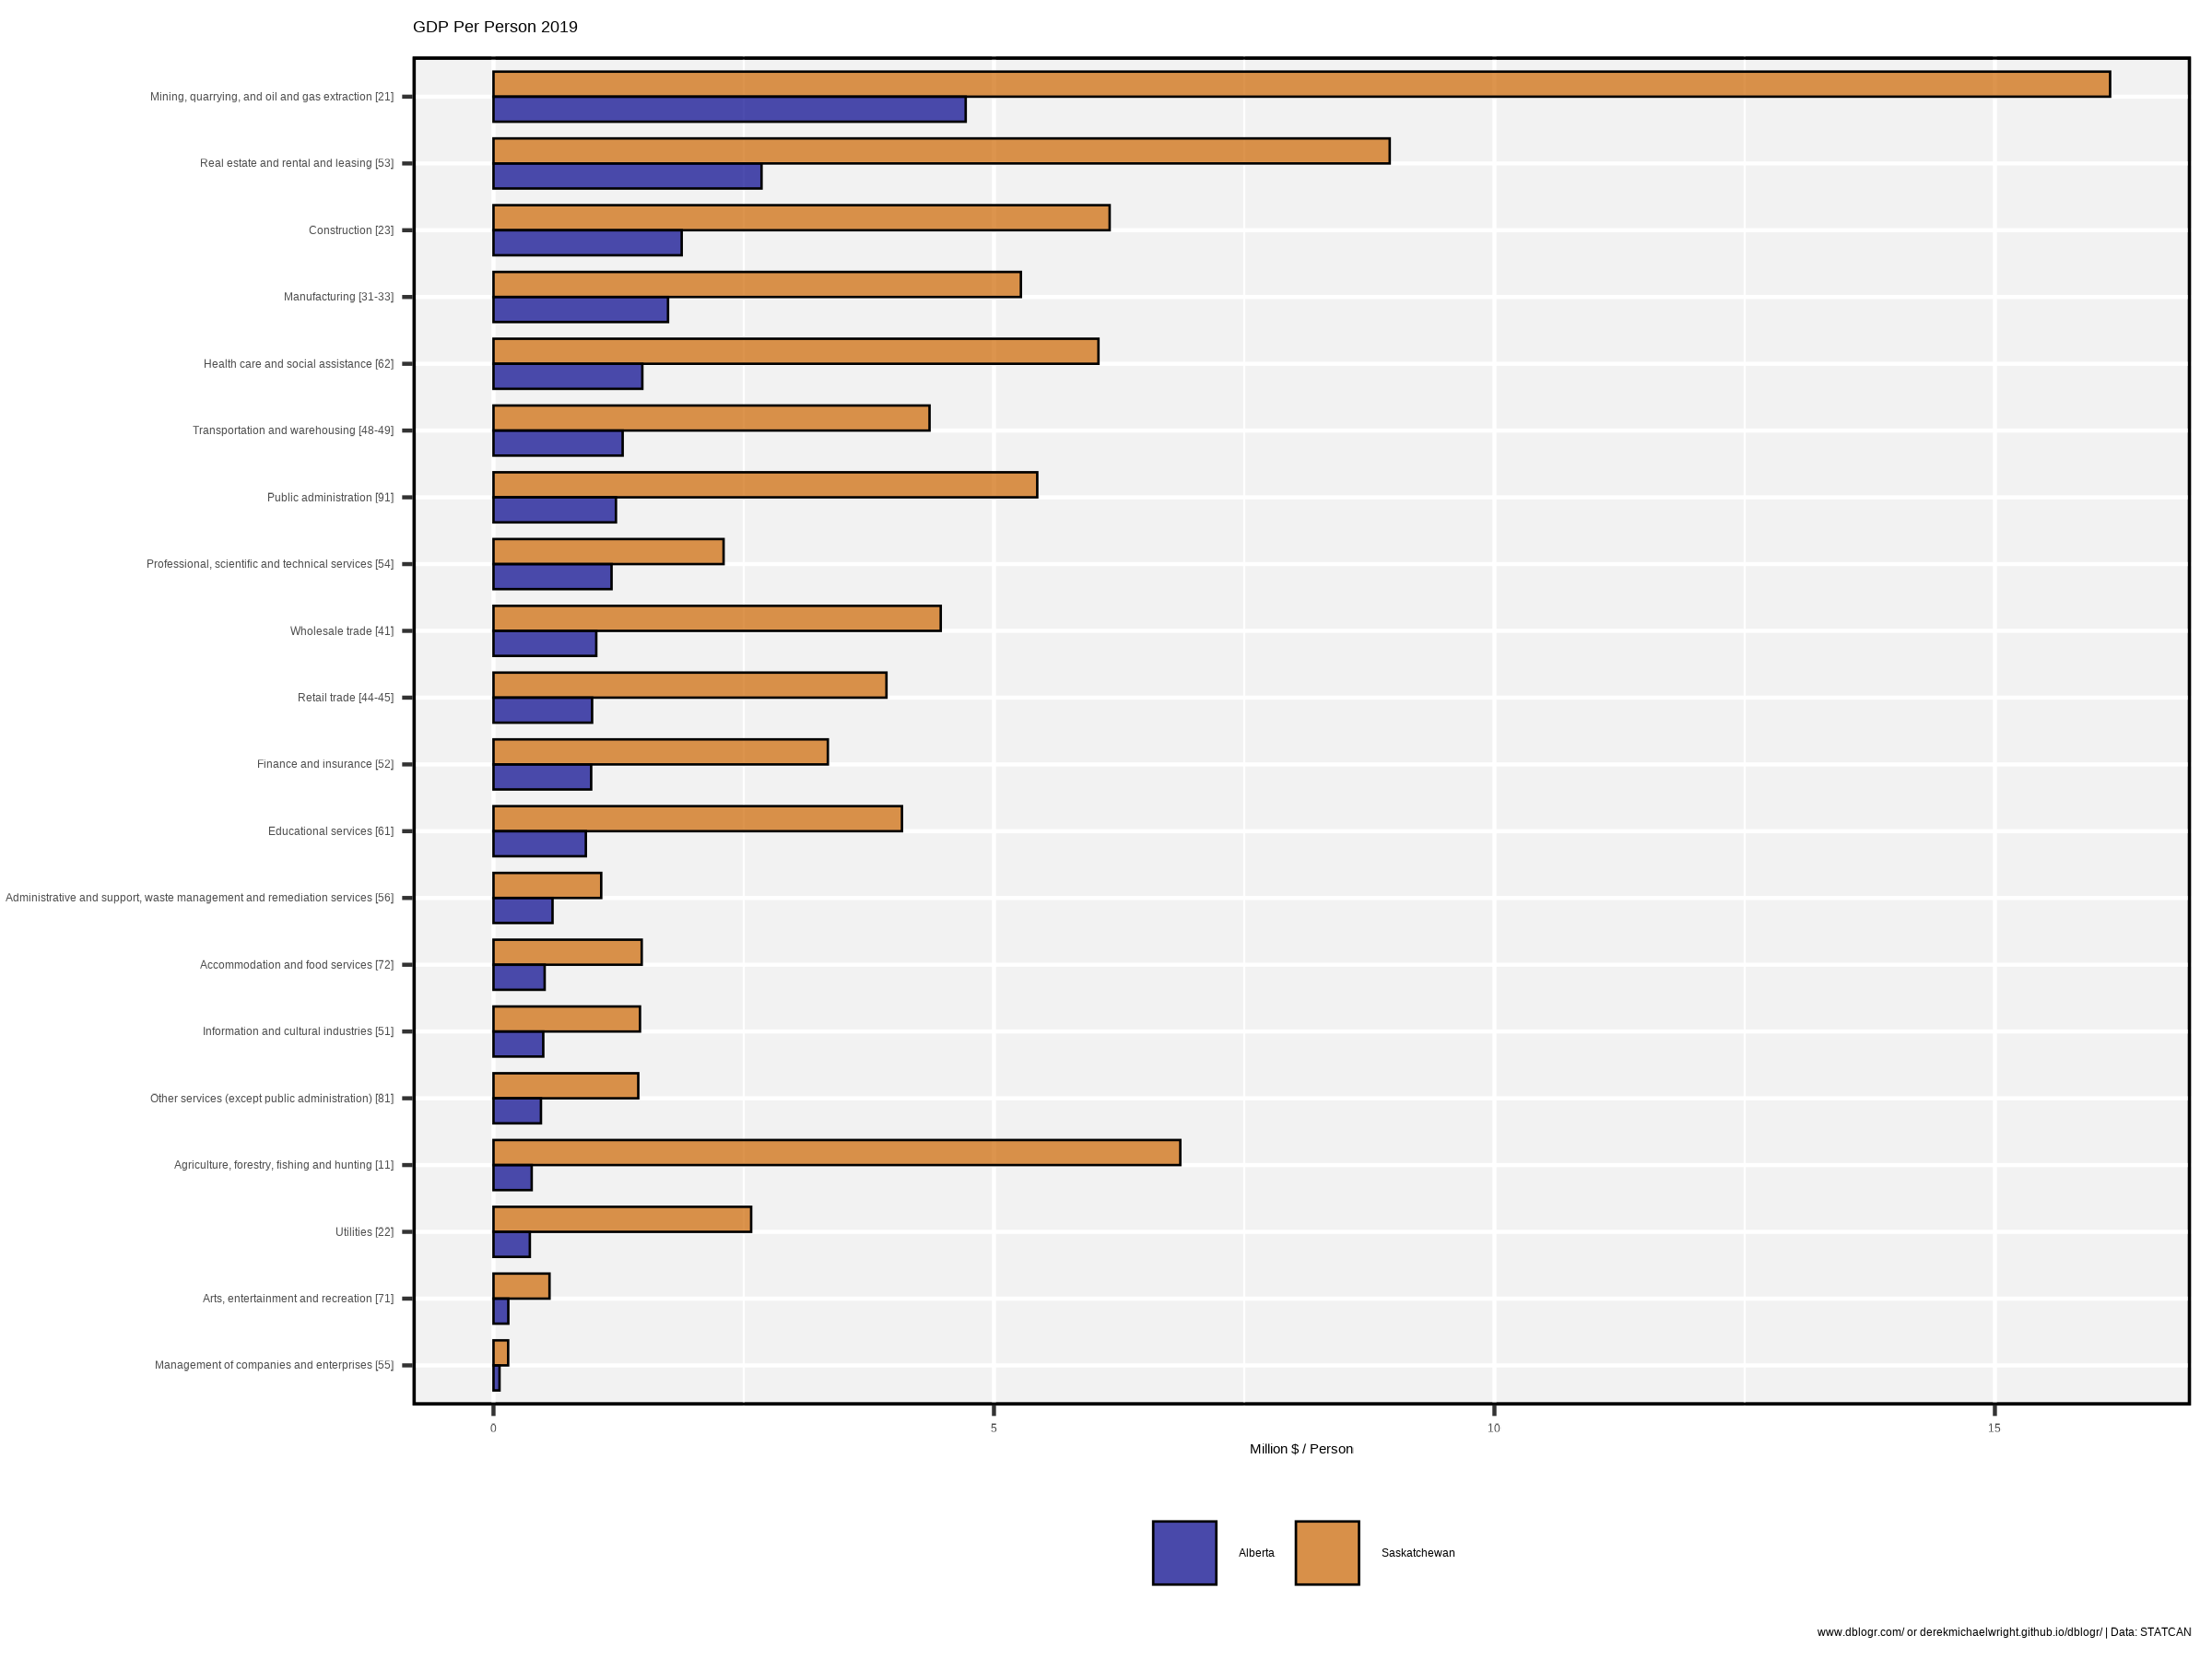 GDP Per Person 2019
Mining, quarrying, and oil and gas extraction [21]
Real estate and rental and leasing [53]
Construction [23]
Manufacturing [31-33]
Health care and social assistance [62]
Transportation and warehousing [48-49]
Public administration [91]
Professional, scientific and technical services [54]
Wholesale trade [41]
Retail trade [44-45]
Finance and insurance [52]
Educational services [61]
Administrative and support, waste management and remediation services [56]
Accommodation and food services [72]
Information and cultural industries [51]
Other services (except public administration) [81]
Agriculture, forestry, fishing and hunting [11]
Utilities [22]
Arts, entertainment and recreation [71]
Management of companies and enterprises [55]
0 5 10 15
Million $ / Person
Alberta Saskatchewan
www.dblogr.com/ or derekmichaelwright.github.io/dblogr/ | Data: STATCAN